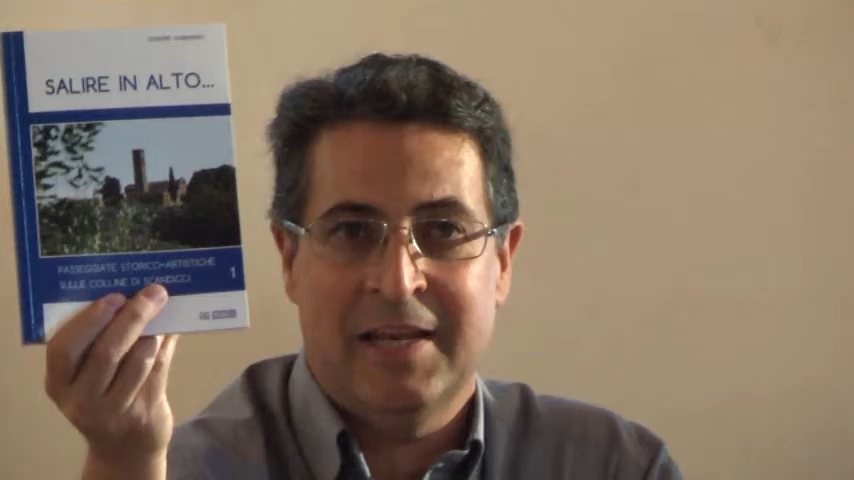 SALIRE IN ALTO...
PASSEGGIATE STORICO-ARTISTICHE
SULLE COLLINE DI SCANDICCI
1